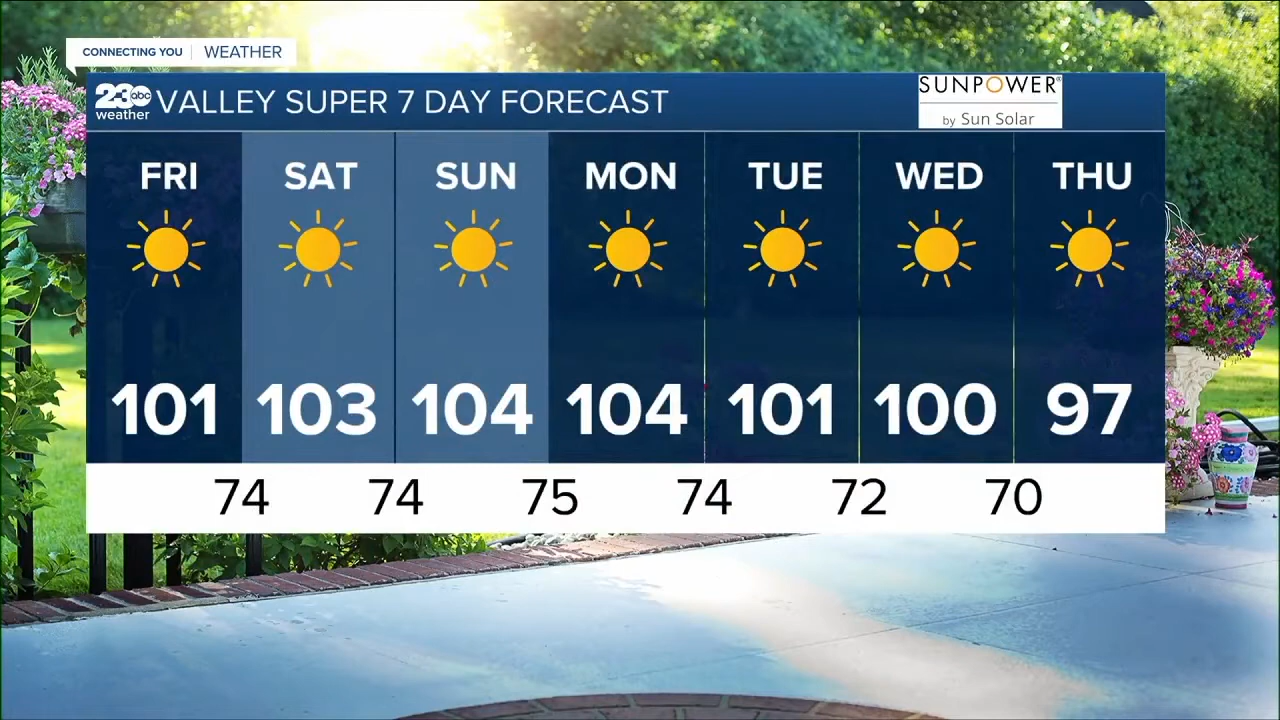 CONNECTING YOU | WEATHER
23 abc
weather
VALLEY SUPER 7 DAY FORECAST
SUNPOWER®
by Sun Solar
FRI SAT SUN MON TUE WED THU
101 103 104 104 101 100 97
74 74 75 74 72 70